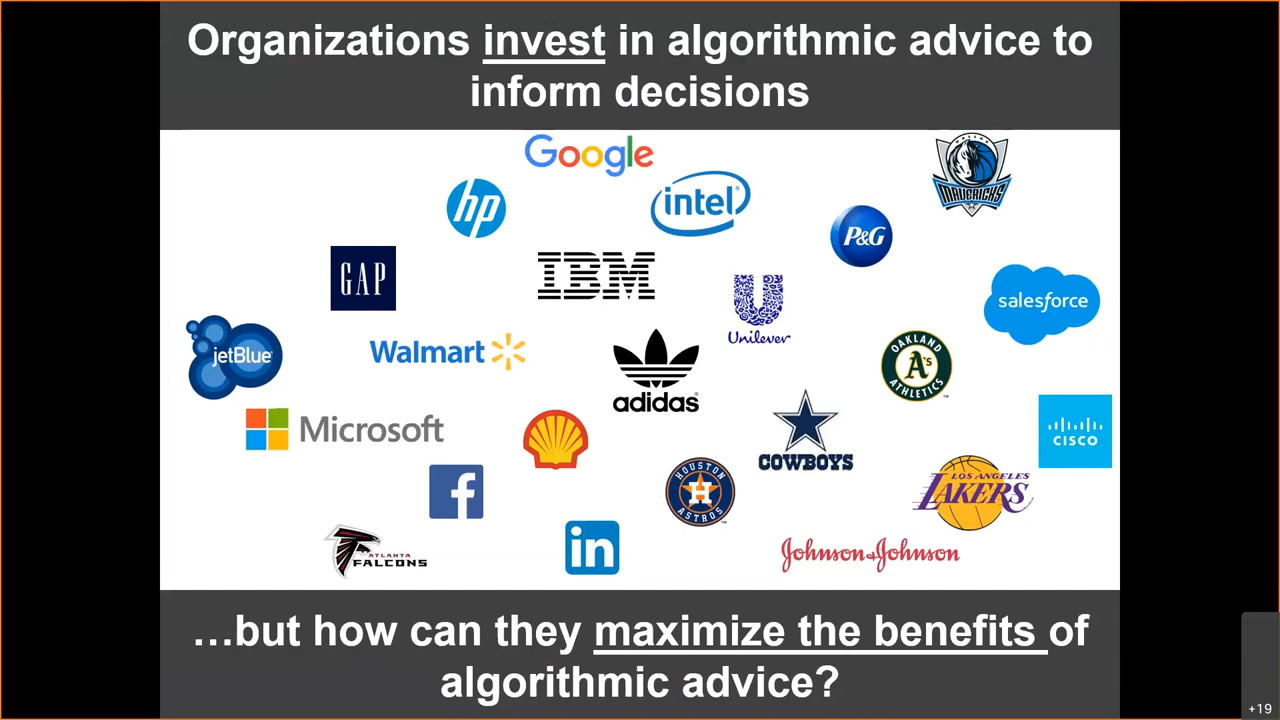 Organizations invest in algorithmic advice to
inform decisions
Google
DALLAS
MAVERICKS
hp
intel
P&G
GAP
IBM
Unilever
salesforce
jetBlue
Walmart
adidas
OAKLAND
A's
ATHLETICS
Microsoft
COWBOYS
CISCO
f
HOUSTON
H
ASTROS
LOS ANGELES
LAKERS
ATLANTA
FALCONS
in
Johnson & Johnson
…but how can they maximize the benefits of
algorithmic advice?
+19